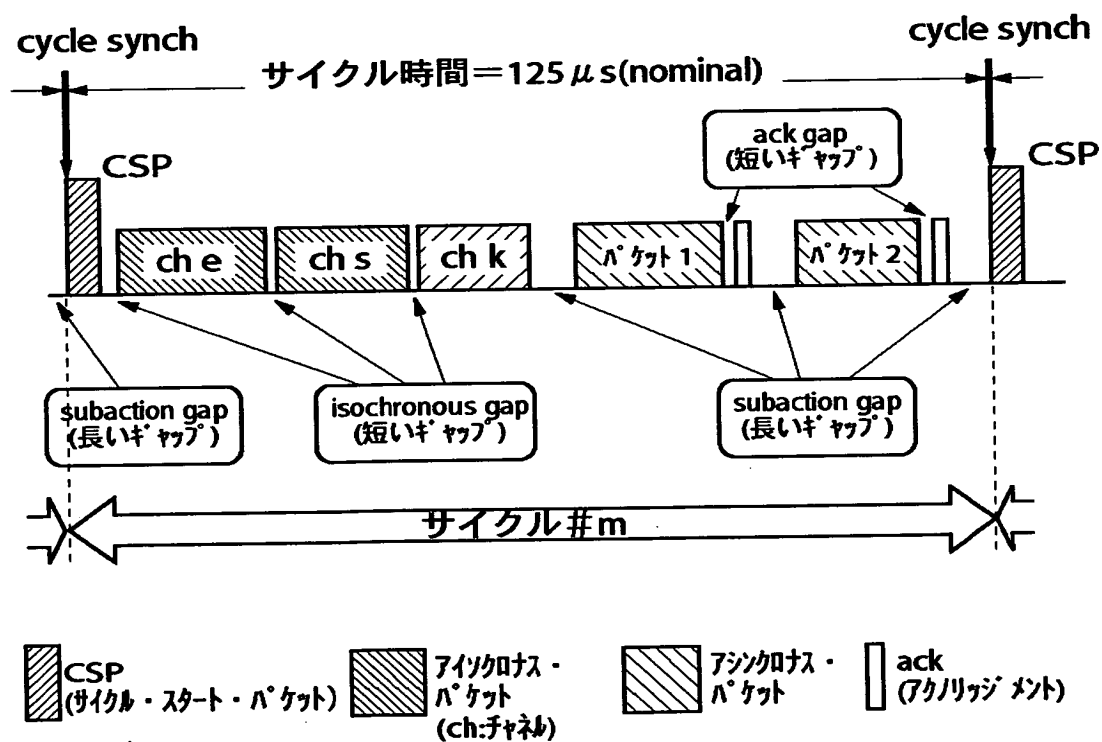 cycle synch
cycle synch
サイクル時間=125μs(nominal)
CSP
CSP
ack gap
(短いギャップ)
ch e
ch s
ch k
パケット1
パケット2
subaction gap
(長いギャップ)
isochronous gap
(短いギャップ)
subaction gap
(長いギャップ)
サイクル#m
CSP
(サイクル・スタート・パケット)
アイソクロナス・
パケット
(ch:チャネル)
アシンクロナス・
パケット
ack
(アクノリッジメント)